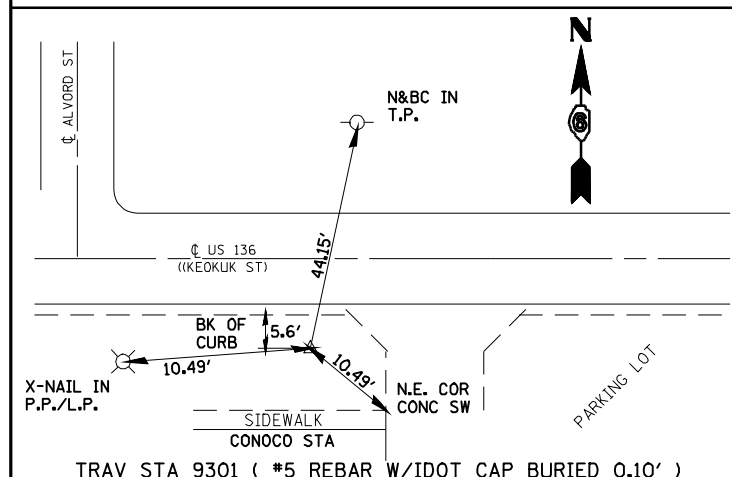 N
℄ ALVORD ST
N&BC IN
T.P.
6
℄ US 136
((KEOKUK ST)
44.15'
BK OF
CURB
5.6'
10.49'
10.49'
X-NAIL IN
P.P./L.P.
N.E. COR
CONC SW
PARKING LOT
SIDEWALK
CONOCO STA
TRAV STA 9301 ( #5 REBAR W/IDOT CAP BURIED 0.10' )